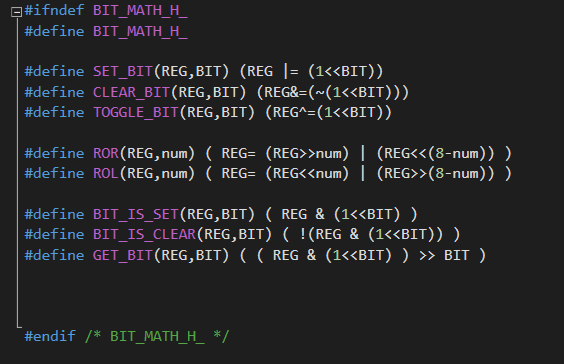 #ifndef BIT_MATH_H_
#define BIT_MATH_H_
#define SET_BIT(REG,BIT) (REG |= (1<<BIT))
#define CLEAR_BIT(REG,BIT) (REG&=(~(1<<BIT)))
#define TOGGLE_BIT(REG,BIT) (REG^=(1<<BIT))
#define ROR(REG,num) ( REG= (REG>>num) | (REG<<(8-num)) )
#define ROL(REG,num) ( REG= (REG<<num) | (REG>>(8-num)) )
#define BIT_IS_SET(REG,BIT) ( REG & (1<<BIT) )
#define BIT_IS_CLEAR(REG,BIT) ( !(REG & (1<<BIT)) )
#define GET_BIT(REG,BIT) ( ( REG & (1<<BIT) ) >> BIT )
#endif /* BIT_MATH_H_ */